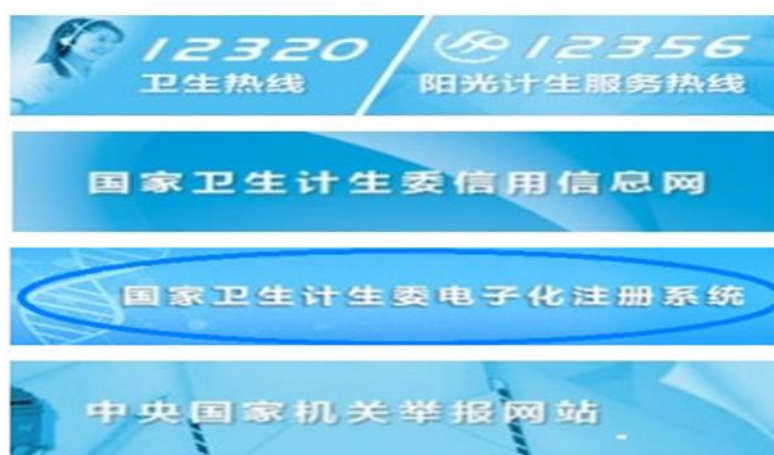 12320
卫生热线
12356
阳光计生服务热线
国家卫生计生委信用信息网
国家卫生计生委电子化注册系统
中央国家机关举报网站